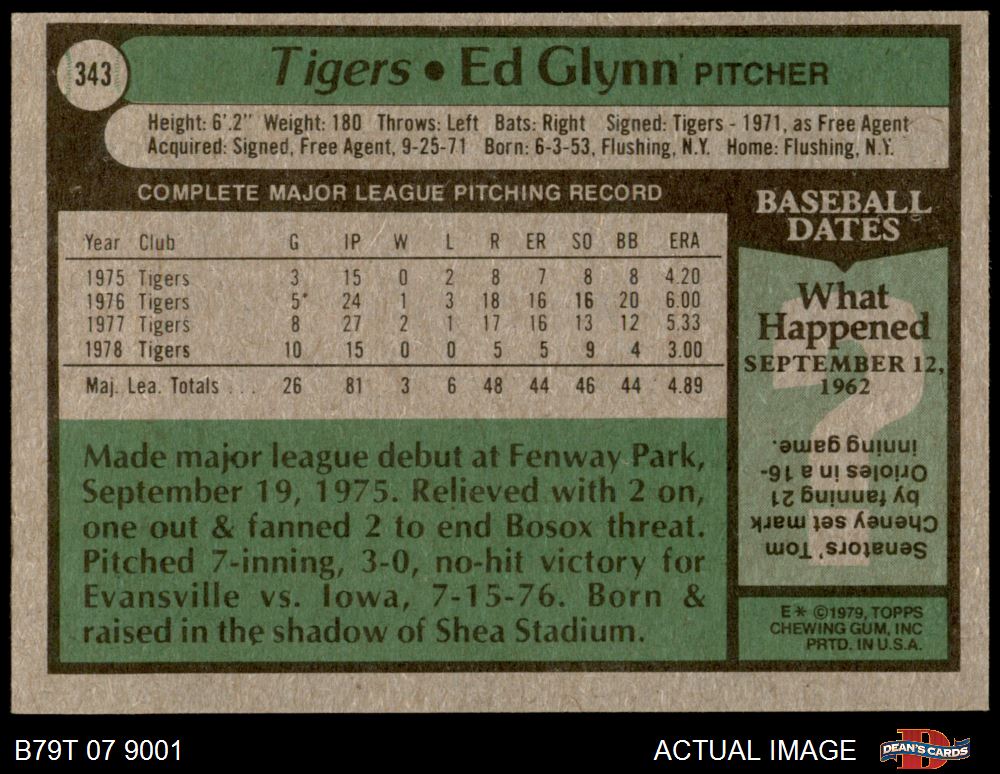 343
Tigers • Ed Glynn PITCHER
Height: 6'.2" Weight: 180 Throws: Left Bats: Right Signed: Tigers - 1971, as Free Agent
Acquired: Signed, Free Agent, 9-25-71 Born: 6-3-53, Flushing, N.Y. Home: Flushing, N.Y.
COMPLETE MAJOR LEAGUE PITCHING RECORD
Year Club G IP W L R ER SO BB ERA
1975 Tigers 3 15 0 2 8 7 8 8 4.20
1976 Tigers 5* 24 1 3 18 16 16 20 6.00
1977 Tigers 8 27 2 1 17 16 13 12 5.33
1978 Tigers 10 15 0 0 5 5 9 4 3.00
Maj. Lea. Totals . . . 26 81 3 6 48 44 46 44 4.89
Made major league debut at Fenway Park,
September 19, 1975. Relieved with 2 on,
one out & fanned 2 to end Bosox threat.
Pitched 7-inning, 3-0, no-hit victory for
Evansville vs. Iowa, 7-15-76. Born &
raised in the shadow of Shea Stadium.
BASEBALL
DATES
What
Happened
SEPTEMBER 12,
1962
?
Senators' Tom
Cheney set mark
by fanning 21
Orioles in a 16-
inning game.
E* ©1979, TOPPS
CHEWING GUM, INC
PRTD. IN U.S.A.
B79T 07 9001
ACTUAL IMAGE
D
DEAN'S CARDS